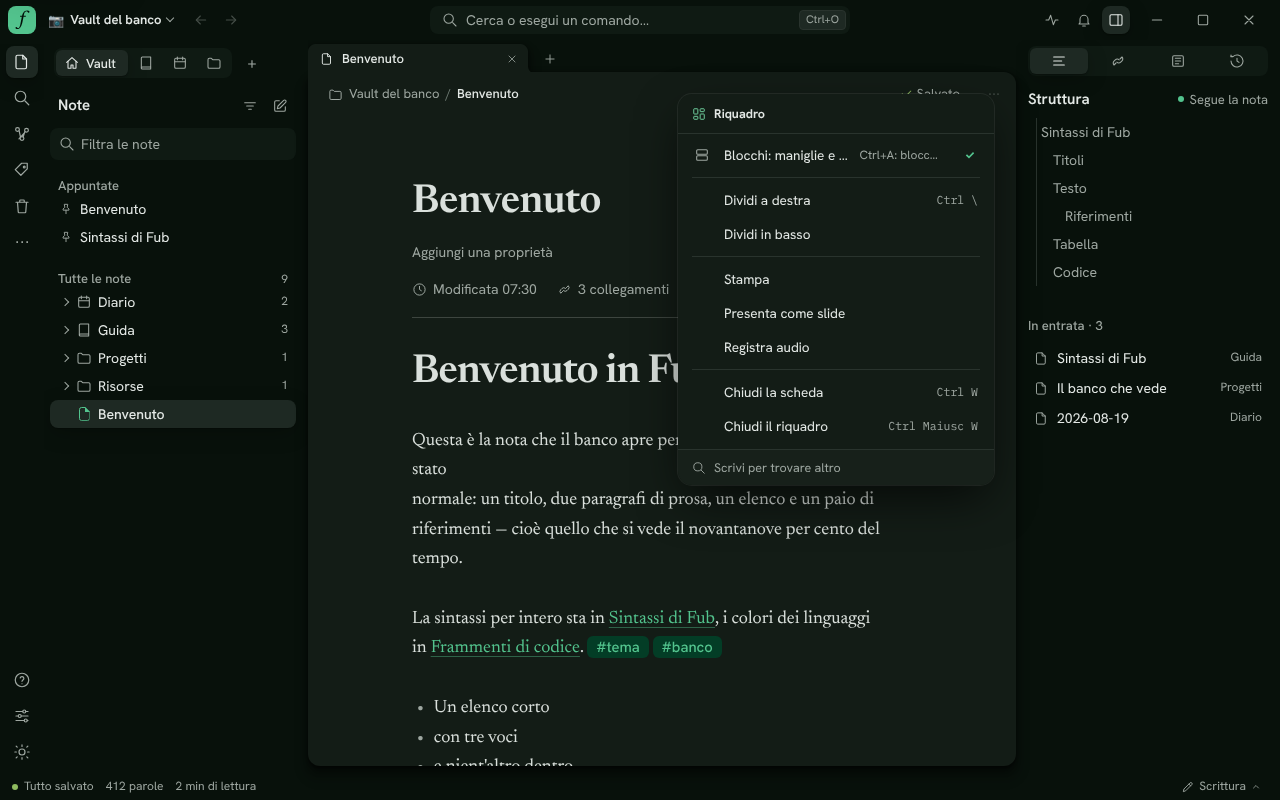 Vault del banco
Cerca o esegui un comando…
Ctrl+O
Vault
Note
Filtra le note
Appuntate
Benvenuto
Sintassi di Fub
Tutte le note 9
Diario 2
Guida 3
Progetti 1
Risorse 1
Benvenuto
Tutto salvato 412 parole 2 min di lettura
Benvenuto
Vault del banco / Benvenuto
Salvato
Benvenuto
Aggiungi una proprietà
Modificata 07:30 3 collegamenti
Benvenuto in Fu
Questa è la nota che il banco apre per
stato
normale: un titolo, due paragrafi di prosa, un elenco e un paio di
riferimenti — cioè quello che si vede il novantanove per cento del
tempo.
La sintassi per intero sta in Sintassi di Fub, i colori dei linguaggi
in Frammenti di codice. #tema #banco
Un elenco corto
con tre voci
e nient'altro dentro
Riquadro
Blocchi: maniglie e … Ctrl+A: blocc…
Dividi a destra Ctrl \
Dividi in basso
Stampa
Presenta come slide
Registra audio
Chiudi la scheda Ctrl W
Chiudi il riquadro Ctrl Maiusc W
Scrivi per trovare altro
Struttura
Segue la nota
Sintassi di Fub
Titoli
Testo
Riferimenti
Tabella
Codice
In entrata · 3
Sintassi di Fub Guida
Il banco che vede Progetti
2026-08-19 Diario
Scrittura